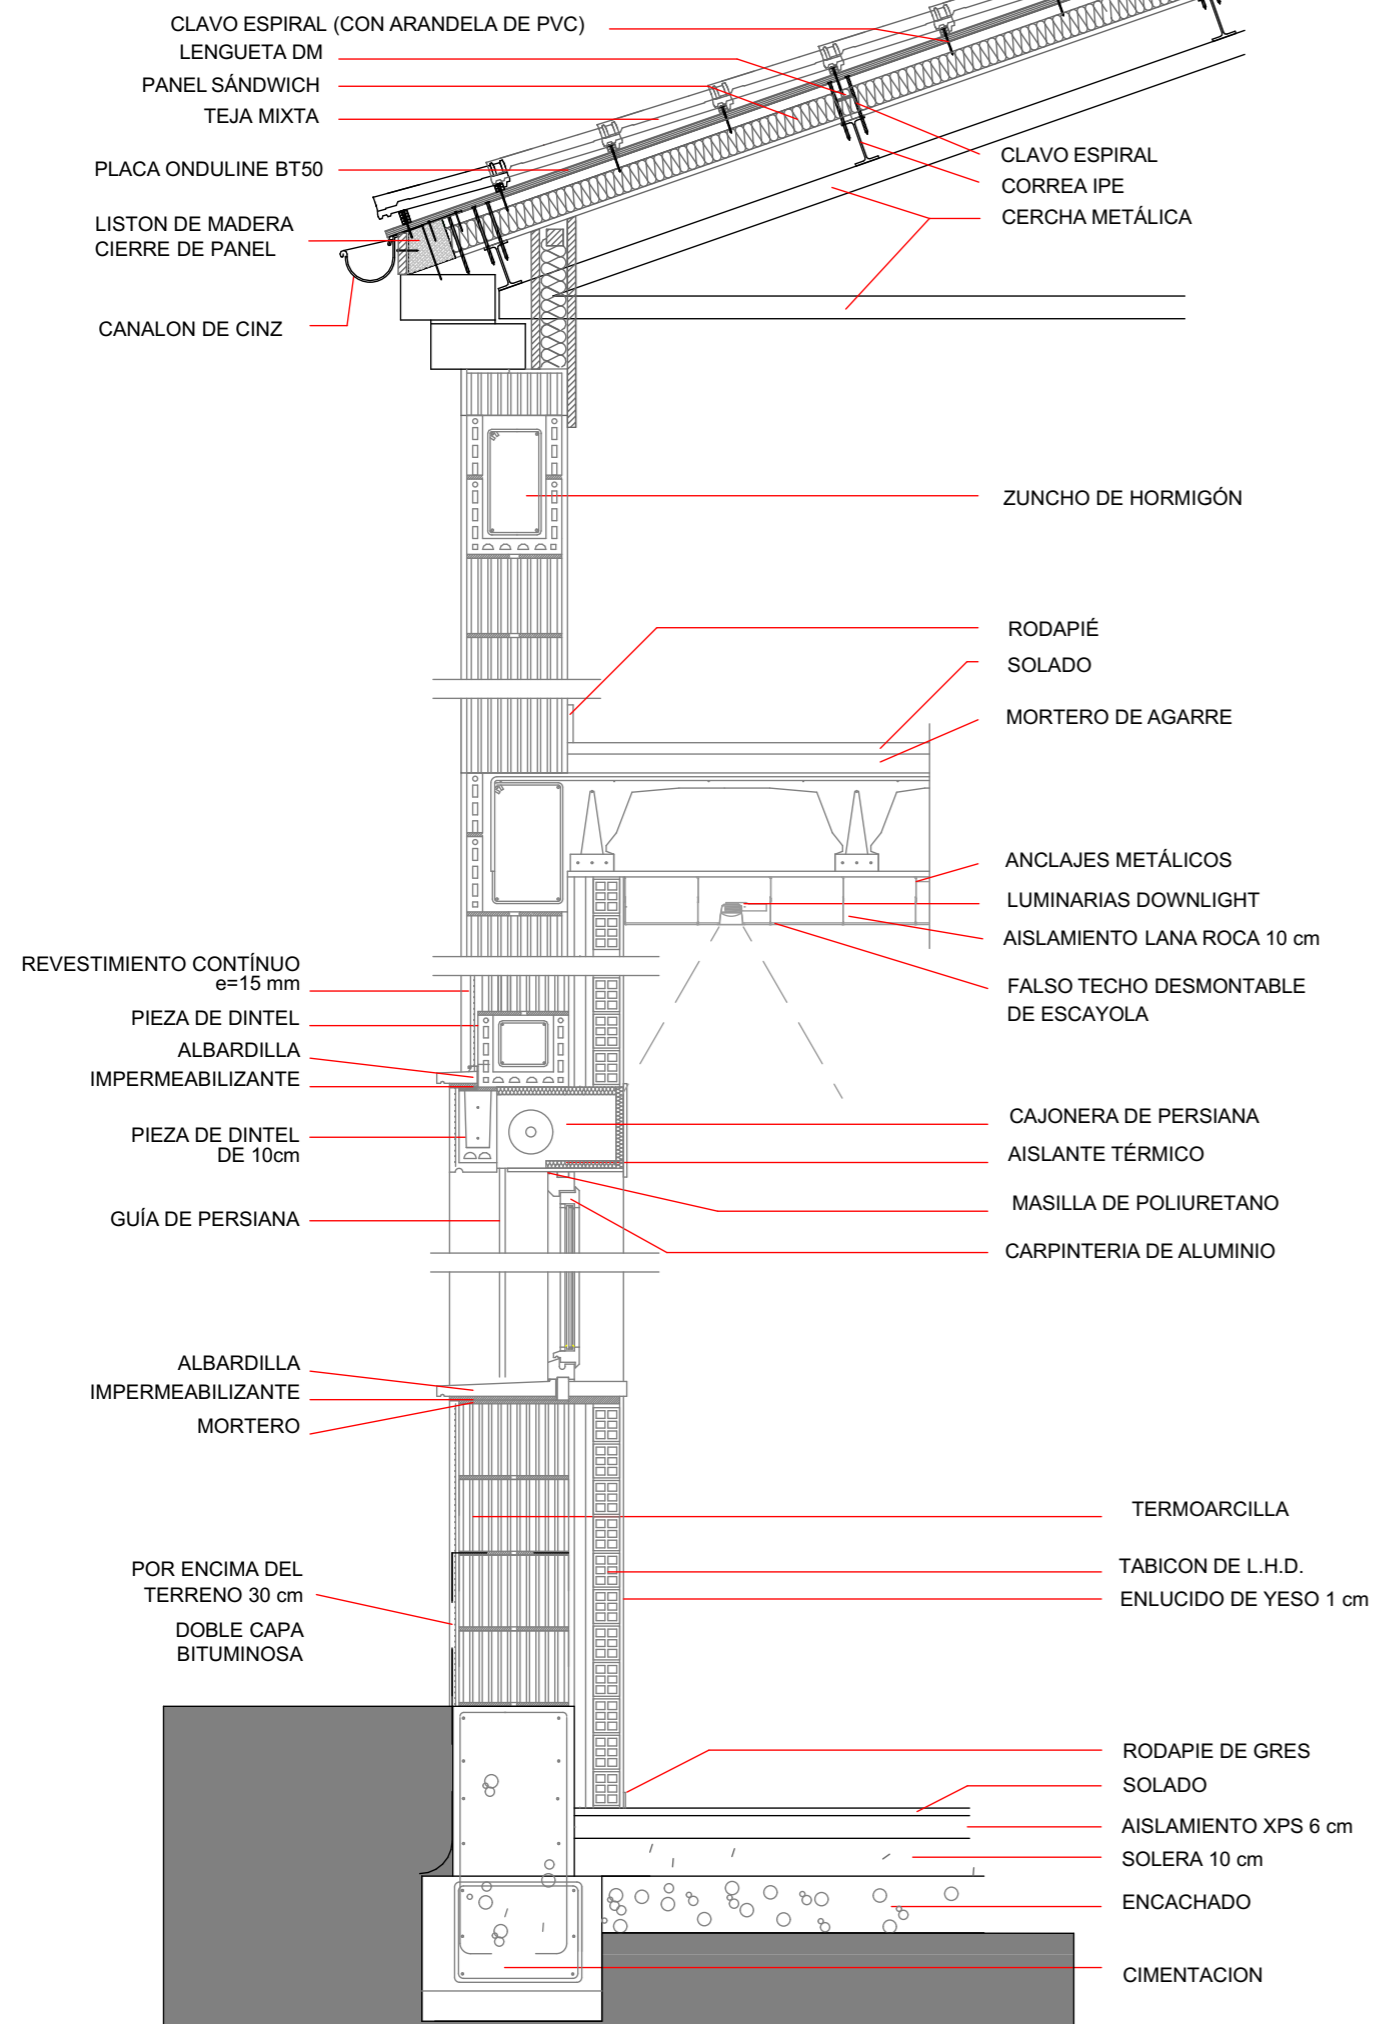 CLAVO ESPIRAL (CON ARANDELA DE PVC)
LENGUETA DM
PANEL SÁNDWICH
TEJA MIXTA
PLACA ONDULINE BT50
LISTON DE MADERA
CIERRE DE PANEL
CANALON DE CINZ
CLAVO ESPIRAL
CORREA IPE
CERCHA METÁLICA
ZUNCHO DE HORMIGÓN
RODAPIÉ
SOLADO
MORTERO DE AGARRE
ANCLAJES METÁLICOS
LUMINARIAS DOWNLIGHT
AISLAMIENTO LANA ROCA 10 cm
FALSO TECHO DESMONTABLE
DE ESCAYOLA
REVESTIMIENTO CONTÍNUO
e=15 mm
PIEZA DE DINTEL
ALBARDILLA
IMPERMEABILIZANTE
PIEZA DE DINTEL
DE 10cm
GUÍA DE PERSIANA
CAJONERA DE PERSIANA
AISLANTE TÉRMICO
MASILLA DE POLIURETANO
CARPINTERIA DE ALUMINIO
ALBARDILLA
IMPERMEABILIZANTE
MORTERO
POR ENCIMA DEL
TERRENO 30 cm
DOBLE CAPA
BITUMINOSA
TERMOARCILLA
TABICON DE L.H.D.
ENLUCIDO DE YESO 1 cm
RODAPIE DE GRES
SOLADO
AISLAMIENTO XPS 6 cm
SOLERA 10 cm
ENCACHADO
CIMENTACION